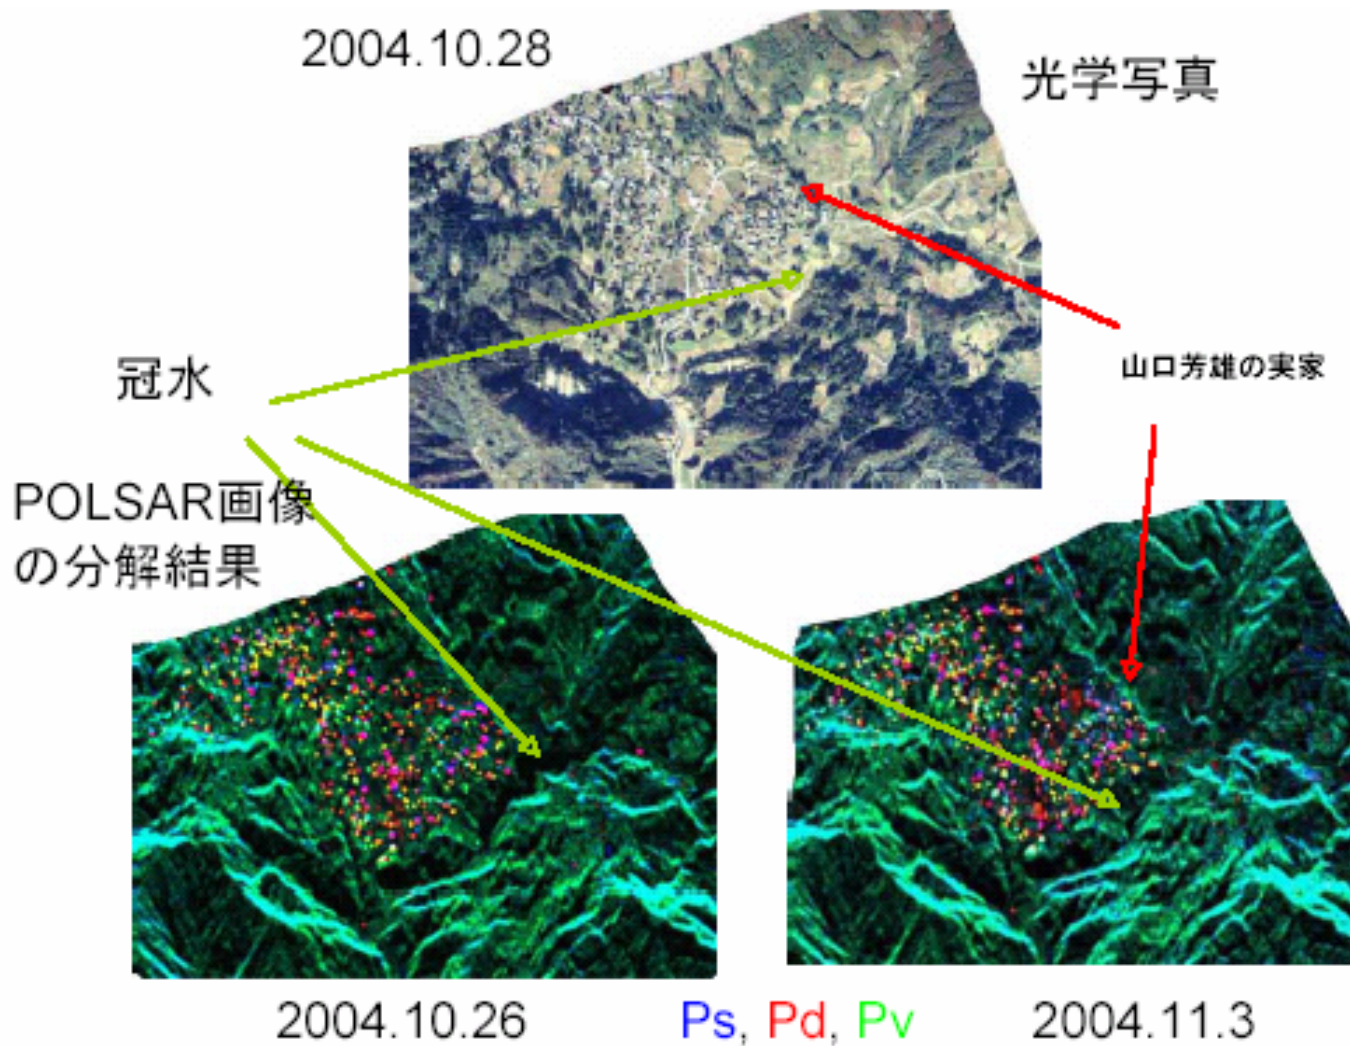 2004.10.28
光学写真
山口芳雄の実家
冠水
POLSAR画像
の分解結果
2004.10.26
Ps, Pd, Pv
2004.11.3